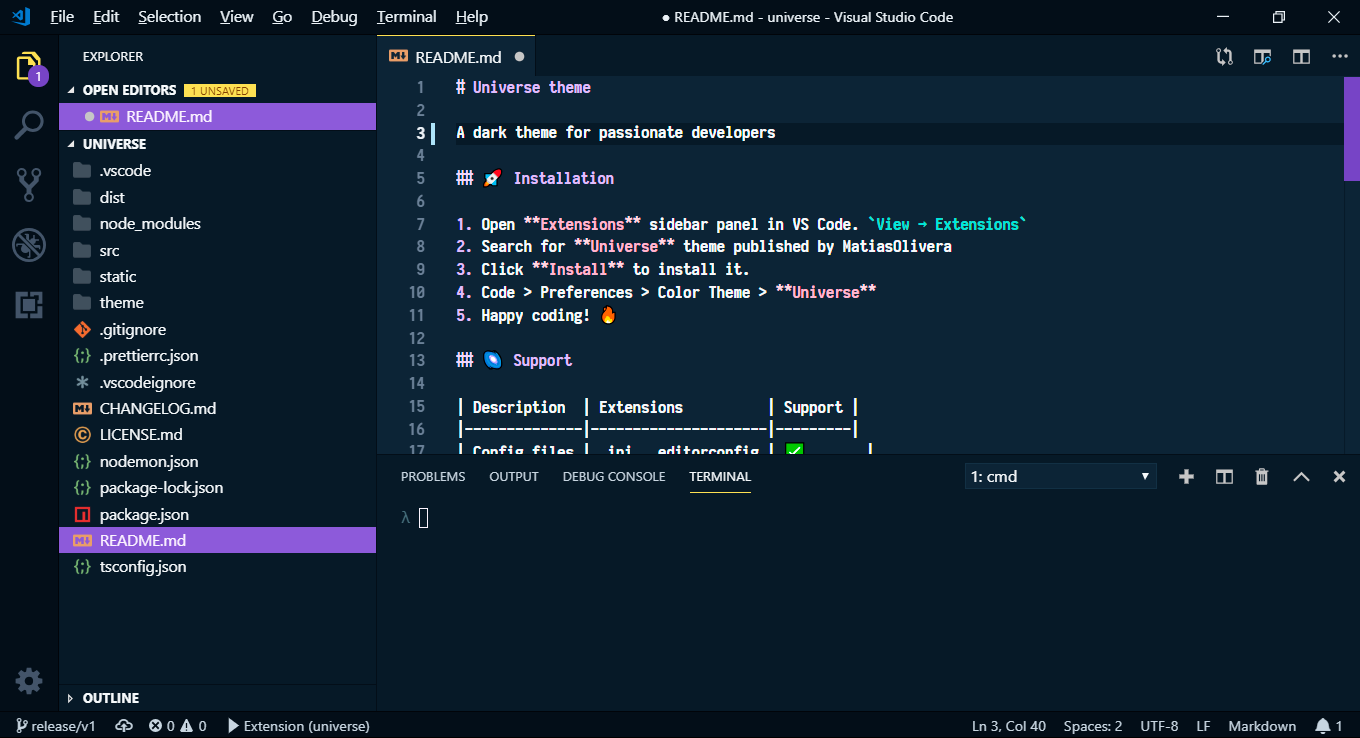 File Edit Selection View Go Debug Terminal Help
● README.md - universe - Visual Studio Code
1
EXPLORER
OPEN EDITORS 1 UNSAVED
README.md
UNIVERSE
.vscode
dist
node_modules
src
static
theme
.gitignore
.prettierrc.json
.vscodeignore
CHANGELOG.md
LICENSE.md
nodemon.json
package-lock.json
package.json
README.md
tsconfig.json
OUTLINE
README.md ●
1 # Universe theme
2
3 A dark theme for passionate developers
4
5 ## 🚀 Installation
6
7 1. Open **Extensions** sidebar panel in VS Code. `View → Extensions`
8 2. Search for **Universe** theme published by MatiasOlivera
9 3. Click **Install** to install it.
10 4. Code > Preferences > Color Theme > **Universe**
11 5. Happy coding! 🔥
12
13 ## 🌌 Support
14
15 | Description | Extensions | Support |
16 |--------------|---------------------|---------|
17 | Config files | .ini, .editorconfig | ✅ |
PROBLEMS OUTPUT DEBUG CONSOLE TERMINAL
1: cmd
λ
release/v1 0 0 Extension (universe)
Ln 3, Col 40 Spaces: 2 UTF-8 LF Markdown 1